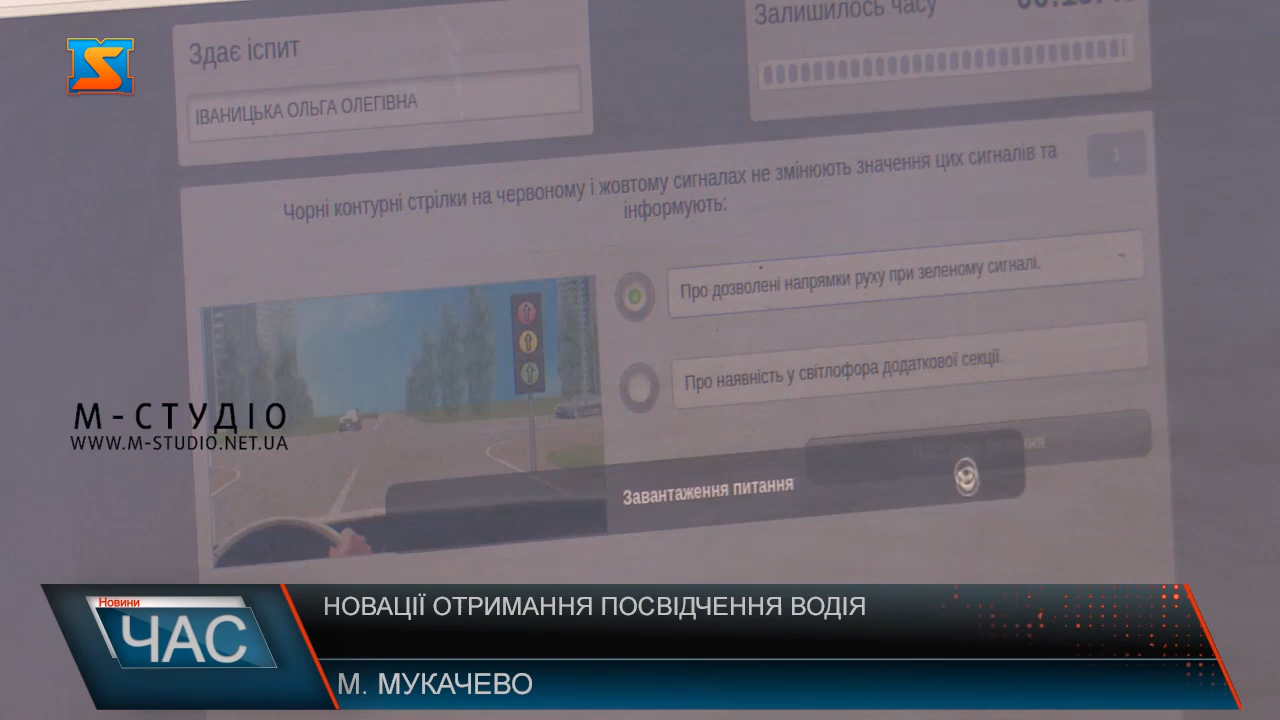 Здає іспит
ІВАНИЦЬКА ОЛЬГА ОЛЕГІВНА
Залишилось часу
1
Чорні контурні стрілки на червоному і жовтому сигналах не змінюють значення цих сигналів та
інформують:
Про дозволені напрямки руху при зеленому сигналі.
Про наявність у світлофора додаткової секції.
Завантаження питання
М-СТУДІО
WWW.M-STUDIO.NET.UA
Новини
ЧАС
НОВАЦІЇ ОТРИМАННЯ ПОСВІДЧЕННЯ ВОДІЯ
М. МУКАЧЕВО